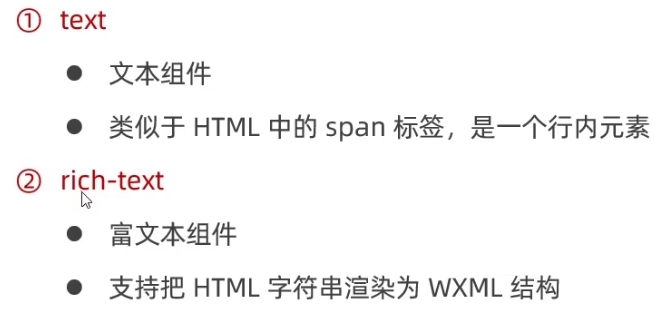 ① text
● 文本组件
● 类似于 HTML 中的 span 标签，是一个行内元素
② rich-text
● 富文本组件
● 支持把 HTML 字符串渲染为 WXML 结构